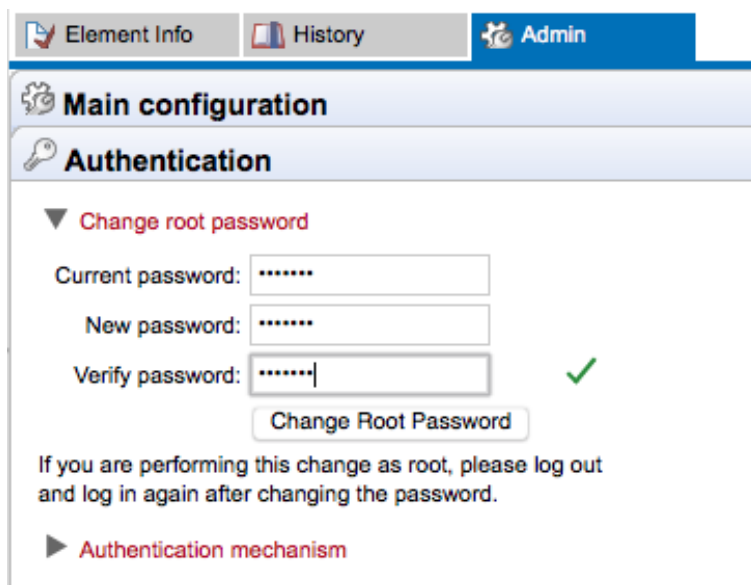 Element Info
History
Admin
Main configuration
Authentication
Change root password
Current password: •••••••
New password: •••••••
Verify password: •••••••
Change Root Password
If you are performing this change as root, please log out
and log in again after changing the password.
Authentication mechanism